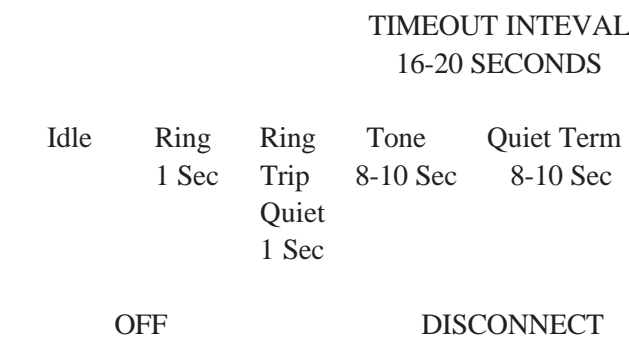 TIMEOUT INTEVAL
16-20 SECONDS
Idle Ring Ring Tone Quiet Term
1 Sec Trip 8-10 Sec 8-10 Sec
Quiet
1 Sec
OFF DISCONNECT